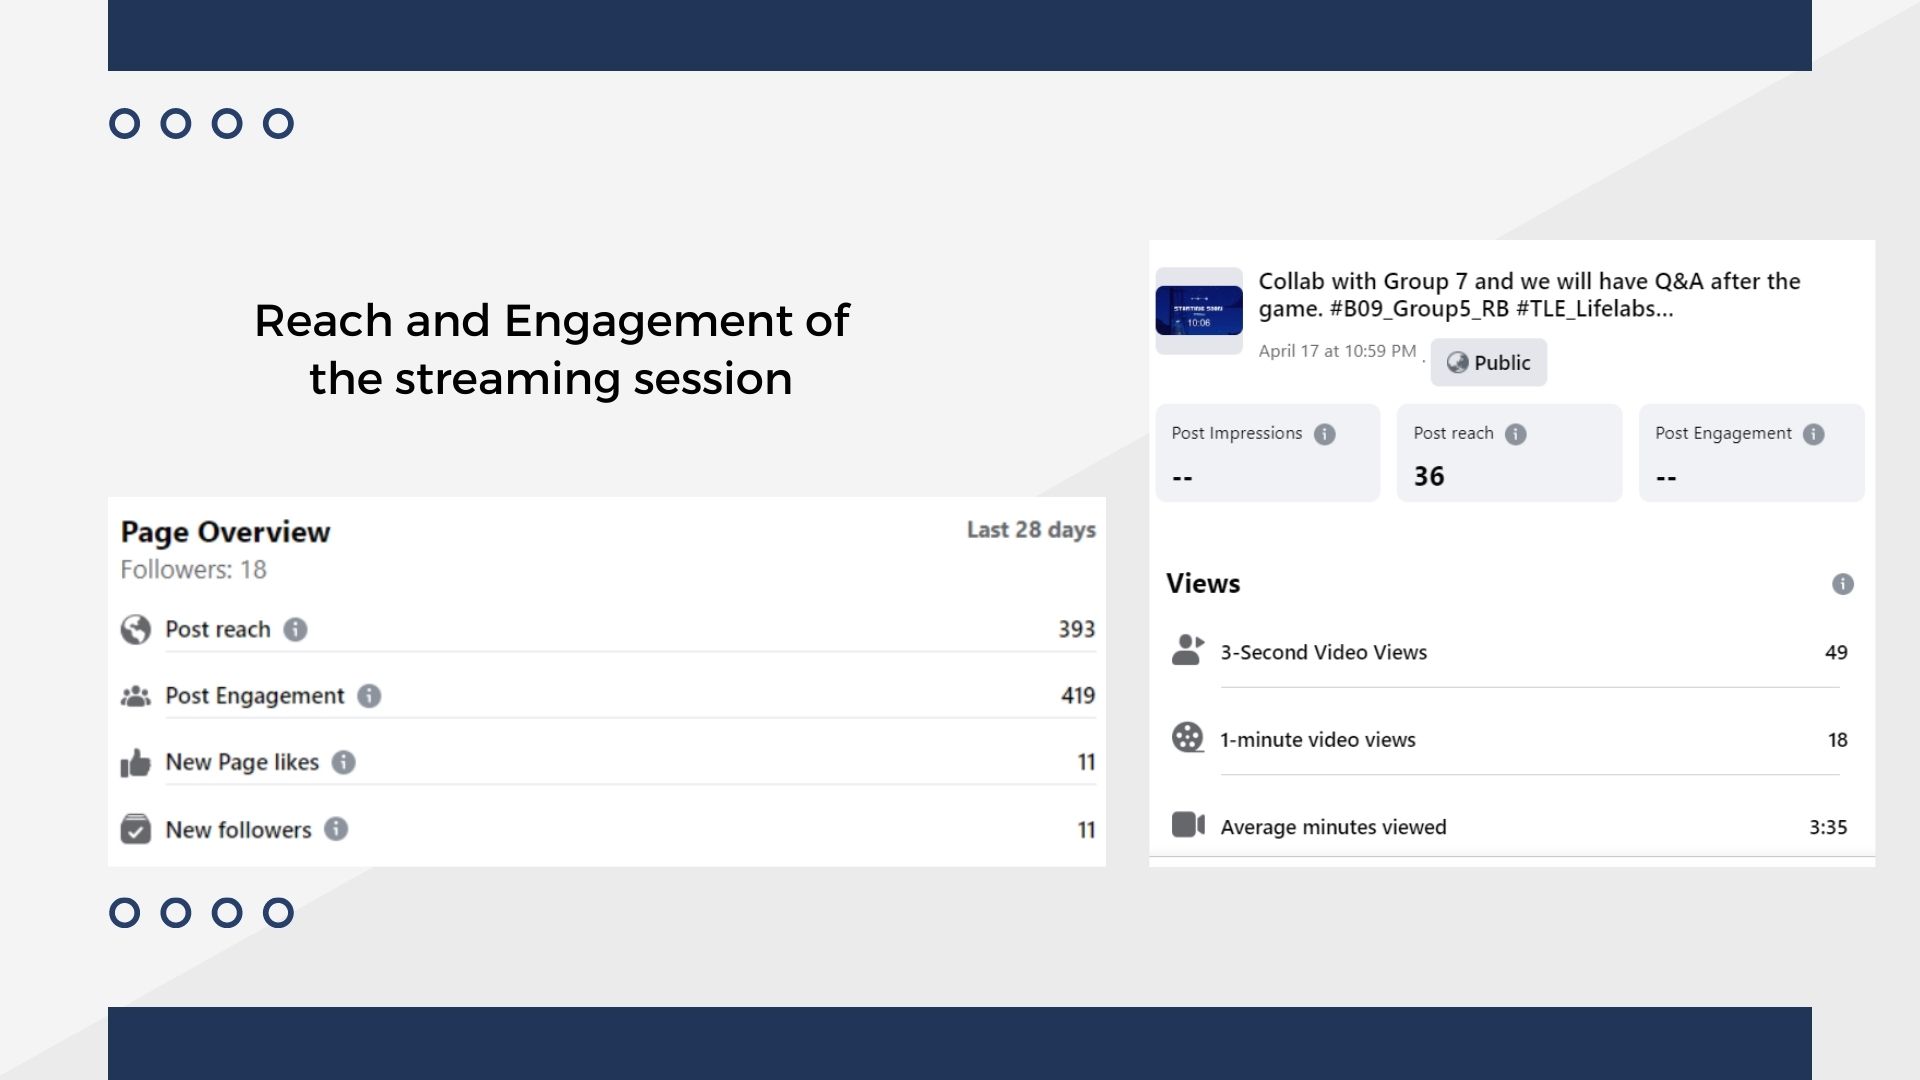 Reach and Engagement of
the streaming session
Page Overview
Last 28 days
Followers: 18
Post reach
393
Post Engagement
419
New Page likes
11
New followers
11
STARTING SOON
10:06
Collab with Group 7 and we will have Q&A after the
game. #B09_Group5_RB #TLE_Lifelabs...
April 17 at 10:59 PM .
Public
Post Impressions
--
Post reach
36
Post Engagement
--
Views
3-Second Video Views
49
1-minute video views
18
Average minutes viewed
3:35